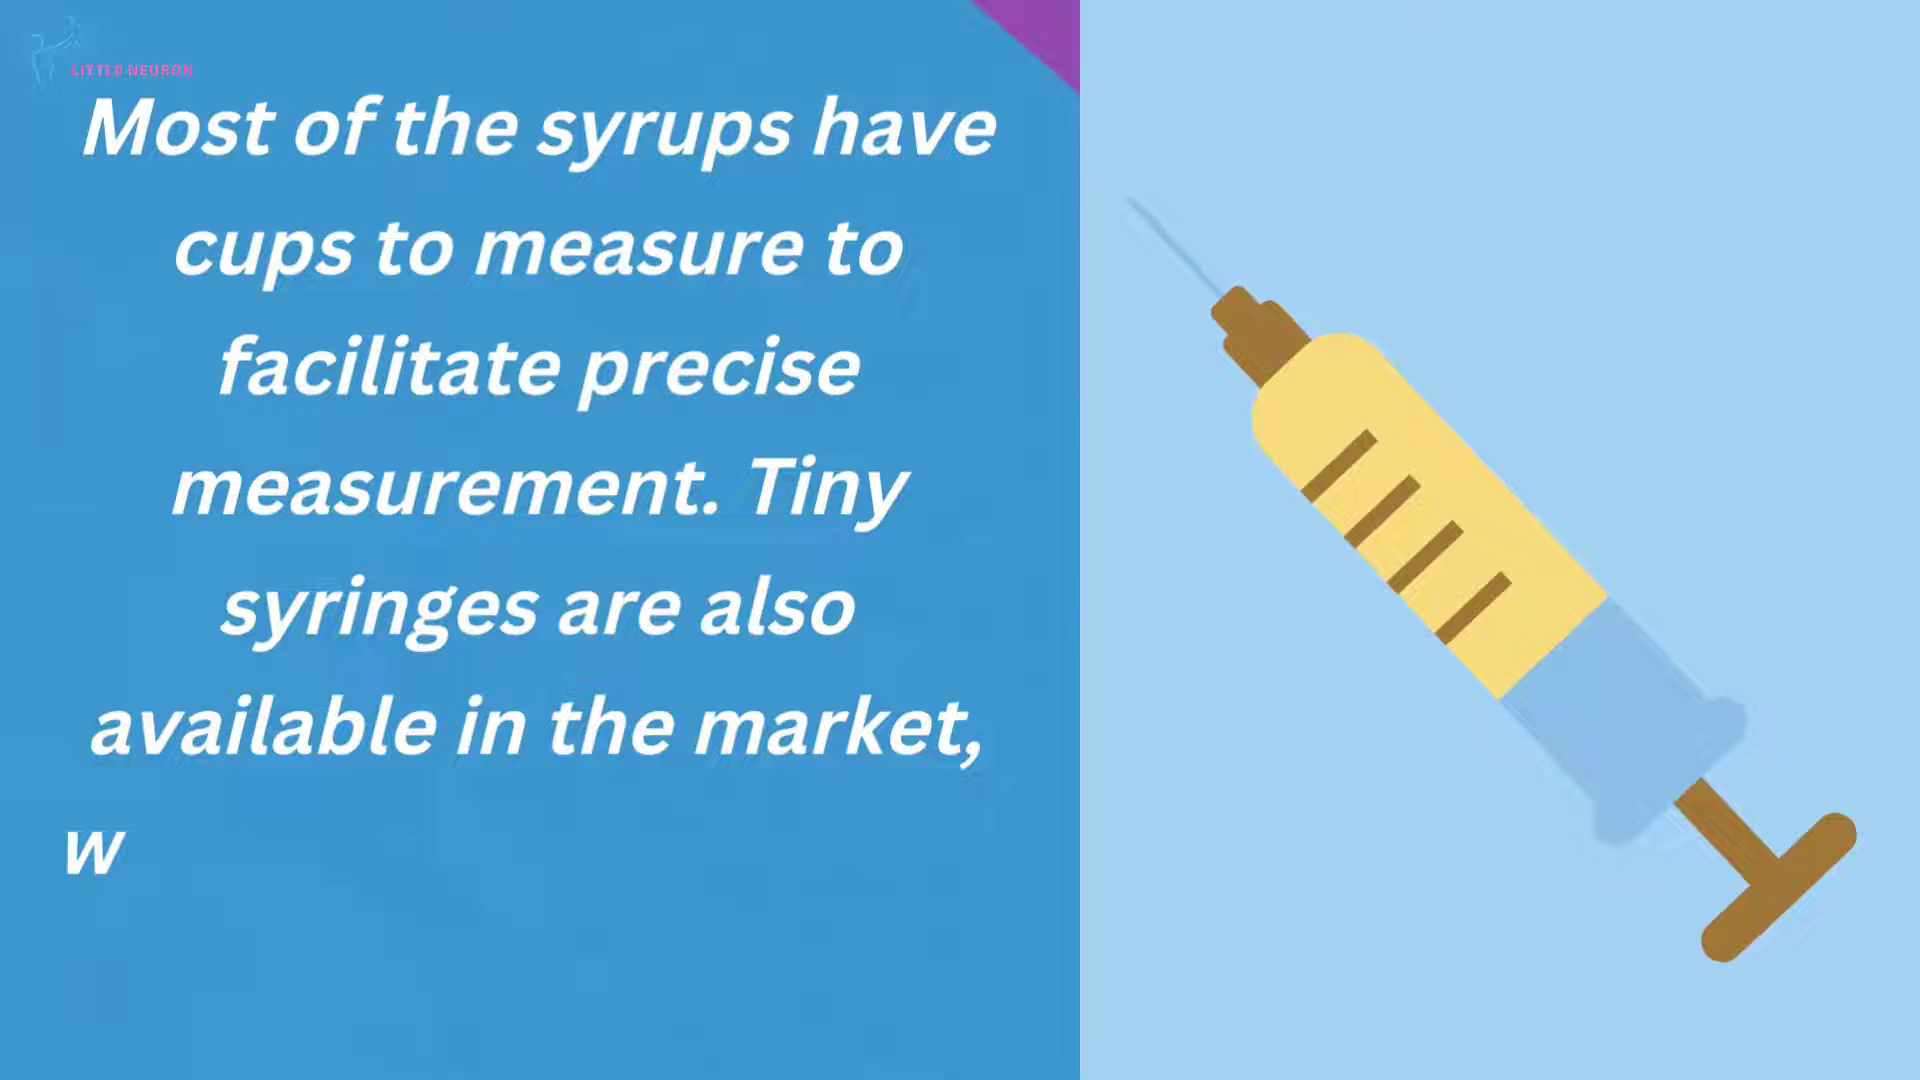 LITTLE NEURON
Most of the syrups have
cups to measure to
facilitate precise
measurement. Tiny
syringes are also
available in the market,
w